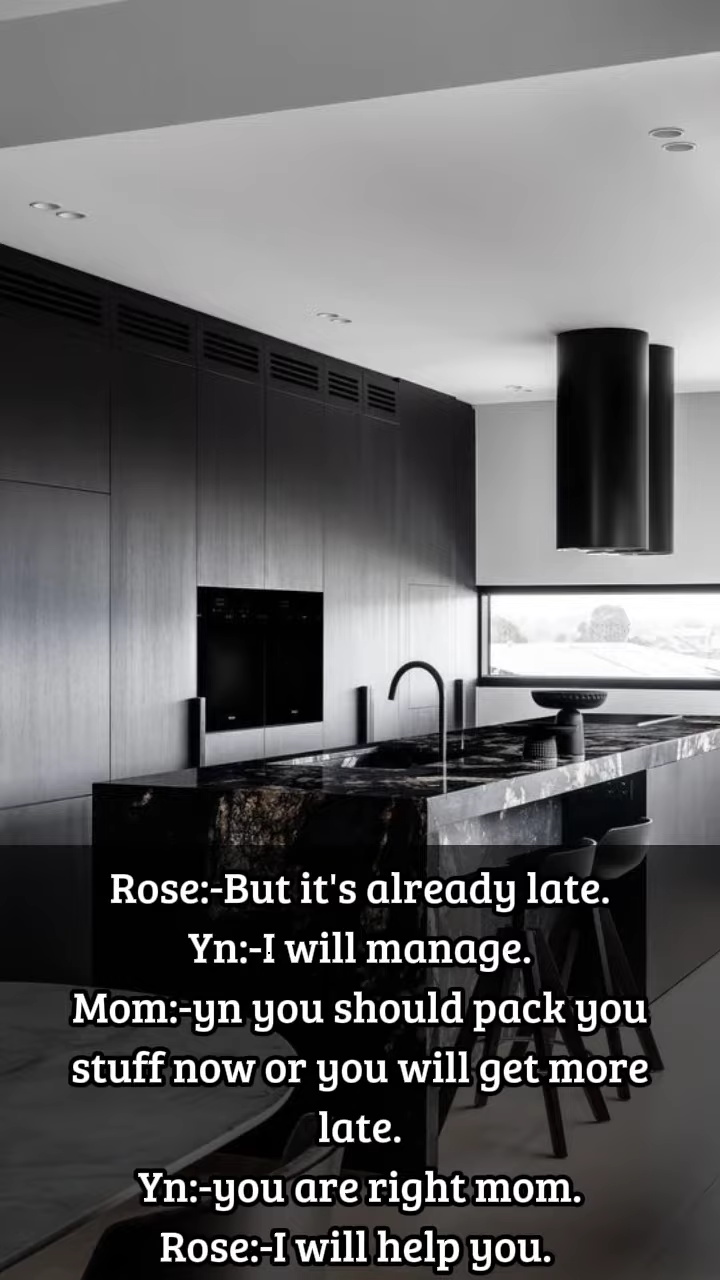 Rose:-But it's already late.
Yn:-I will manage.
Mom:-yn you should pack you
stuff now or you will get more
late.
Yn:-you are right mom.
Rose:-I will help you.